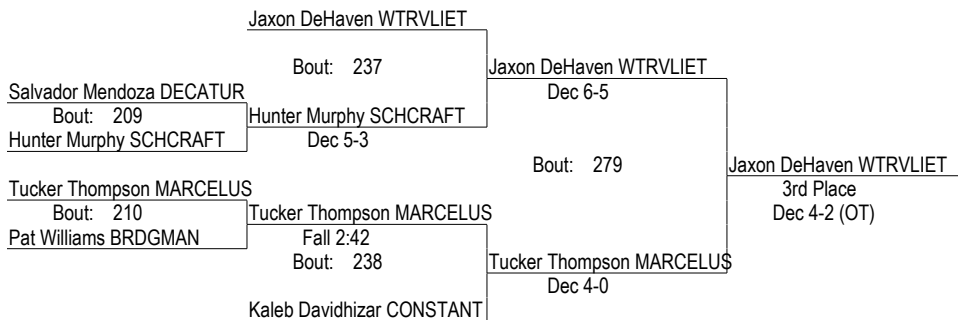 Jaxon DeHaven WTRVLIET
Bout: 237
Jaxon DeHaven WTRVLIET
Salvador Mendoza DECATUR
Dec 6-5
Bout: 209
Hunter Murphy SCHCRAFT
Hunter Murphy SCHCRAFT
Dec 5-3
Bout: 279
Jaxon DeHaven WTRVLIET
Tucker Thompson MARCELUS
3rd Place
Bout: 210
Tucker Thompson MARCELUS
Dec 4-2 (OT)
Pat Williams BRDGMAN
Fall 2:42
Bout: 238
Tucker Thompson MARCELUS
Dec 4-0
Kaleb Davidhizar CONSTANT